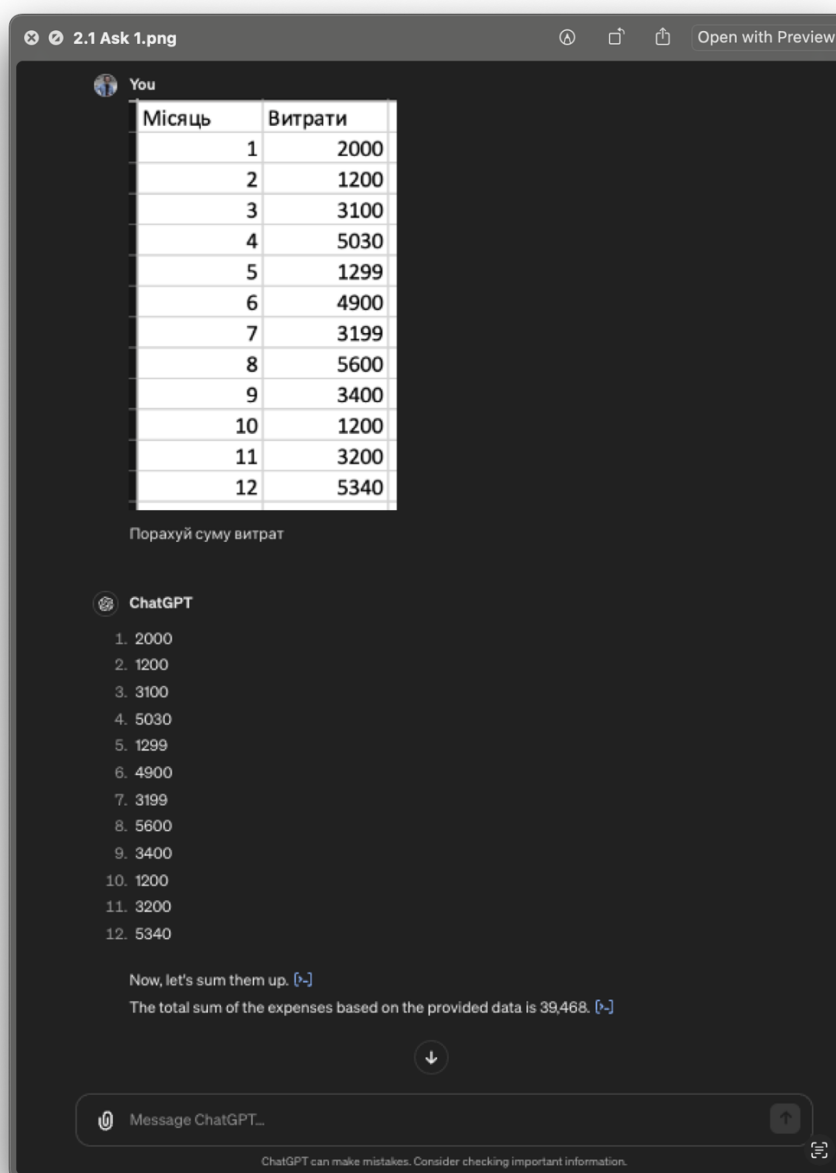 2.1 Ask 1.png
Open with Preview
You
Місяць Витрати
1 2000
2 1200
3 3100
4 5030
5 1299
6 4900
7 3199
8 5600
9 3400
10 1200
11 3200
12 5340
Порахуй суму витрат
ChatGPT
1. 2000
2. 1200
3. 3100
4. 5030
5. 1299
6. 4900
7. 3199
8. 5600
9. 3400
10. 1200
11. 3200
12. 5340
Now, let's sum them up. [>-]
The total sum of the expenses based on the provided data is 39,468. [>-]
Message ChatGPT...
ChatGPT can make mistakes. Consider checking important information.